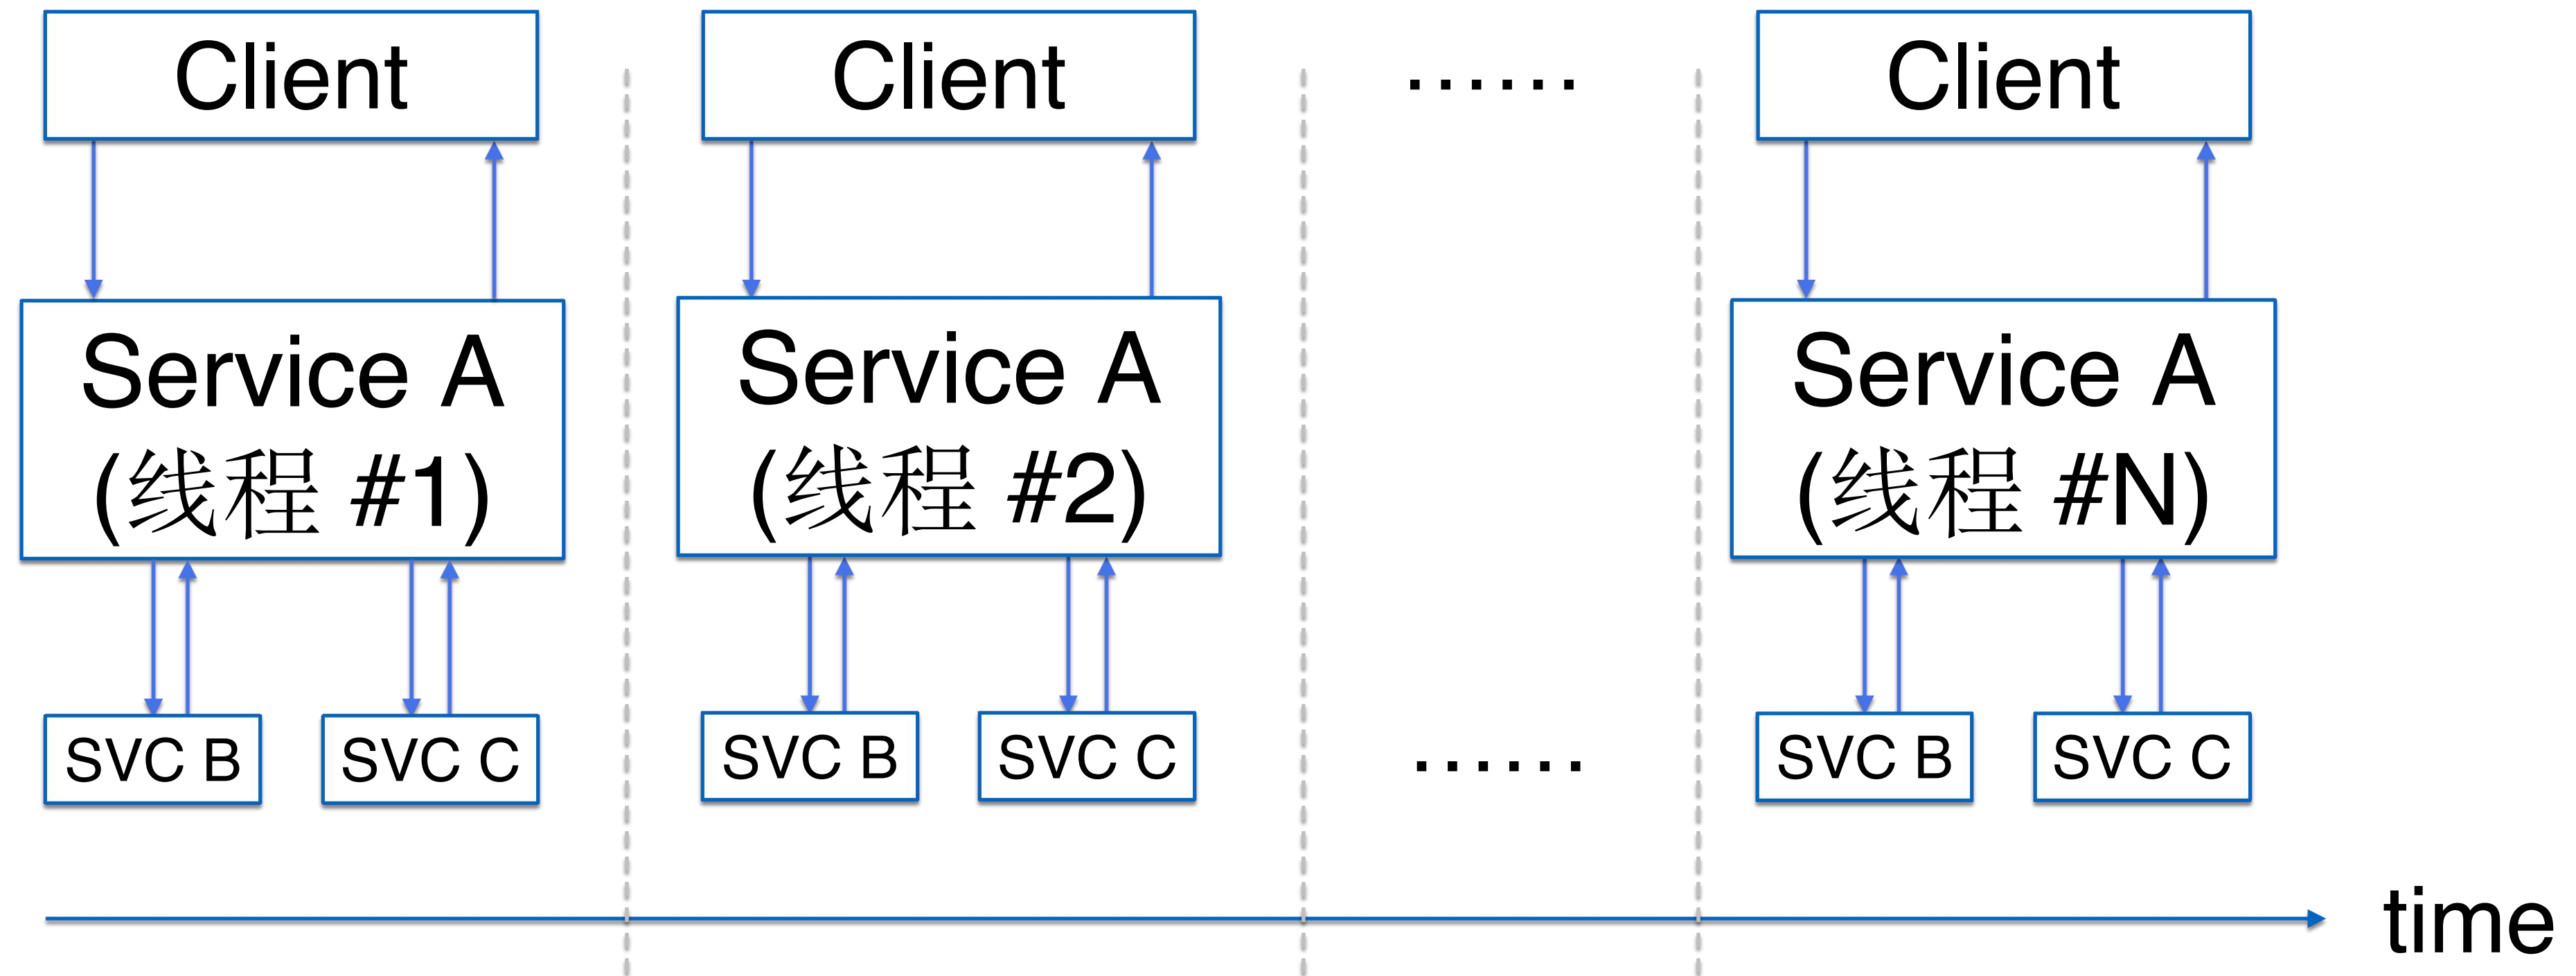 Client
Client
......
Client
Service A
(线程 #1)
Service A
(线程 #2)
Service A
(线程 #N)
SVC B
SVC C
SVC B
SVC C
......
SVC B
SVC C
time